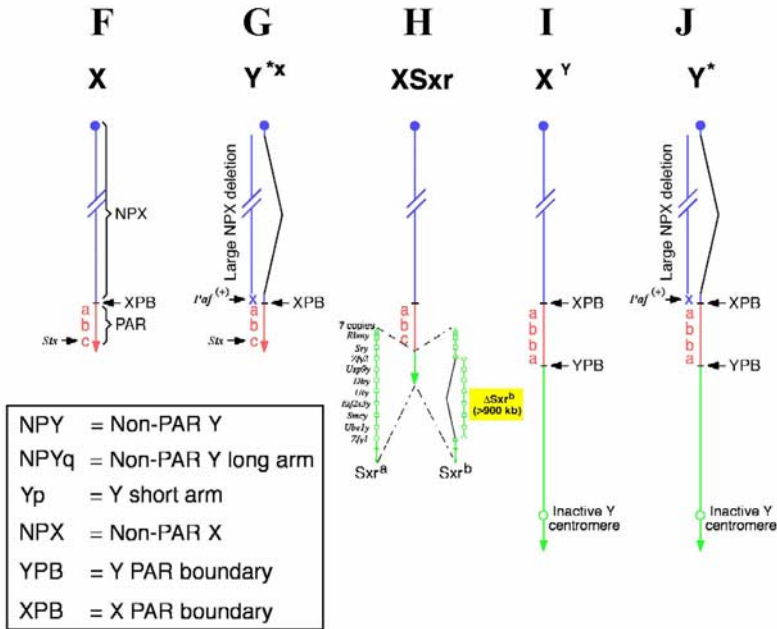 F G H I J
X Y*x XSxr X Y Y*
NPX
Large NPX deletion
Large NPX deletion
Paf (+)
XPB
XPB
XPB
Paf (+)
XPB
a
b
c
PAR
Sts
X
a
b
c
Sts
a
b
c
a
b
b
a
YPB
X
a
b
b
a
YPB
7 copies
Rbmy
Sry
Zfy2
Usp9y
Dby
Uty
Eif2s3y
Smcy
Ube1y
Zfy1
Sxra
ΔSxrb
(>900 kb)
Sxrb
Inactive Y
centromere
Inactive Y
centromere
NPY = Non-PAR Y
NPYq = Non-PAR Y long arm
Yp = Y short arm
NPX = Non-PAR X
YPB = Y PAR boundary
XPB = X PAR boundary